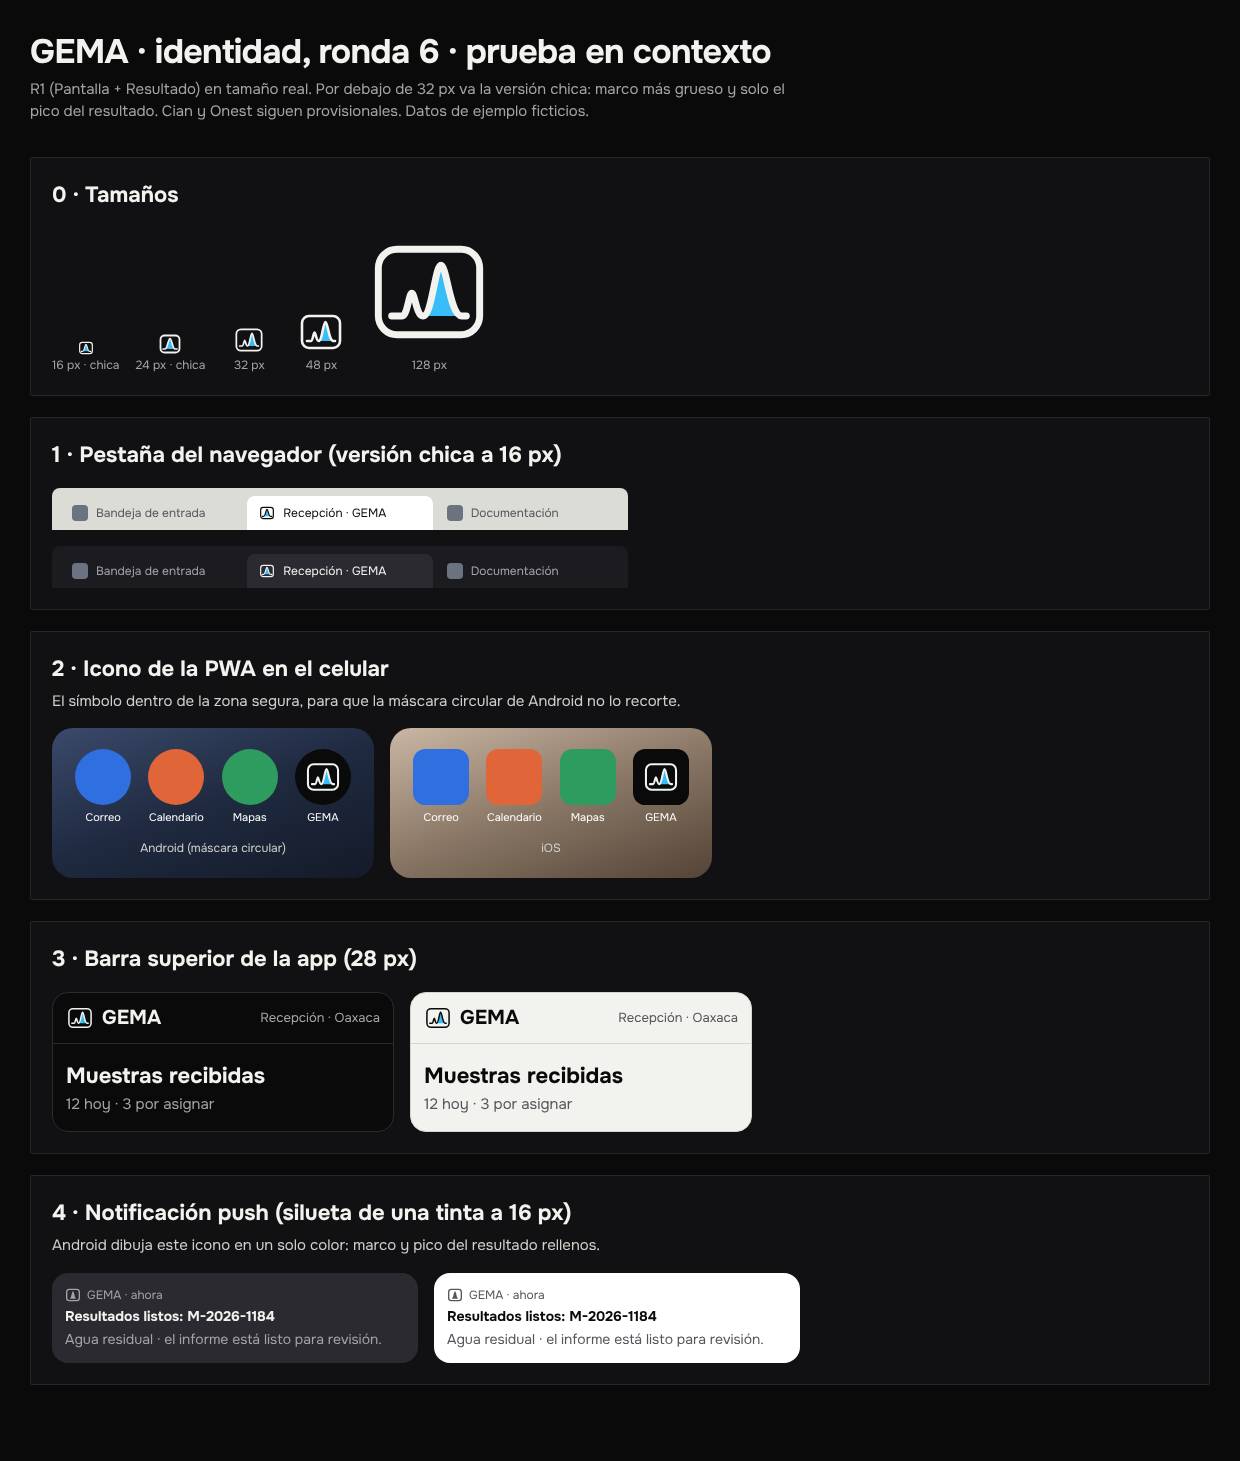 GEMA · identidad, ronda 6 · prueba en contexto
R1 (Pantalla + Resultado) en tamaño real. Por debajo de 32 px va la versión chica: marco más grueso y solo el
pico del resultado. Cian y Onest siguen provisionales. Datos de ejemplo ficticios.
0 · Tamaños
16 px · chica
24 px · chica
32 px
48 px
128 px
1 · Pestaña del navegador (versión chica a 16 px)
Bandeja de entrada
Recepción · GEMA
Documentación
Bandeja de entrada
Recepción · GEMA
Documentación
2 · Icono de la PWA en el celular
El símbolo dentro de la zona segura, para que la máscara circular de Android no lo recorte.
Correo
Calendario
Mapas
GEMA
Android (máscara circular)
Correo
Calendario
Mapas
GEMA
iOS
3 · Barra superior de la app (28 px)
GEMA
Recepción · Oaxaca
Muestras recibidas
12 hoy · 3 por asignar
GEMA
Recepción · Oaxaca
Muestras recibidas
12 hoy · 3 por asignar
4 · Notificación push (silueta de una tinta a 16 px)
Android dibuja este icono en un solo color: marco y pico del resultado rellenos.
GEMA · ahora
Resultados listos: M-2026-1184
Agua residual · el informe está listo para revisión.
GEMA · ahora
Resultados listos: M-2026-1184
Agua residual · el informe está listo para revisión.